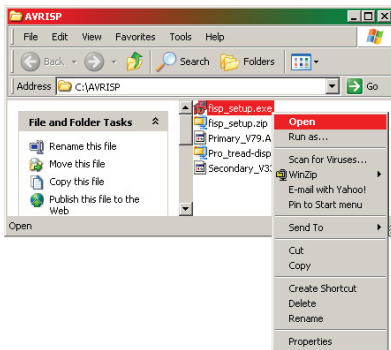 AVRISP
File Edit View Favorites Tools Help
Back Search Folders
Address C:\AVRISP Go
File and Folder Tasks
Rename this file
Move this file
Copy this file
Publish this file to the
Web
fisp_setup.exe
fisp_setup.zip
Primary_V79.A
Pro_tread-disp
Secondary_V33
Open
Open
Run as...
Scan for Viruses...
WinZip
E-mail with Yahoo!
Pin to Start menu
Send To
Cut
Copy
Create Shortcut
Delete
Rename
Properties